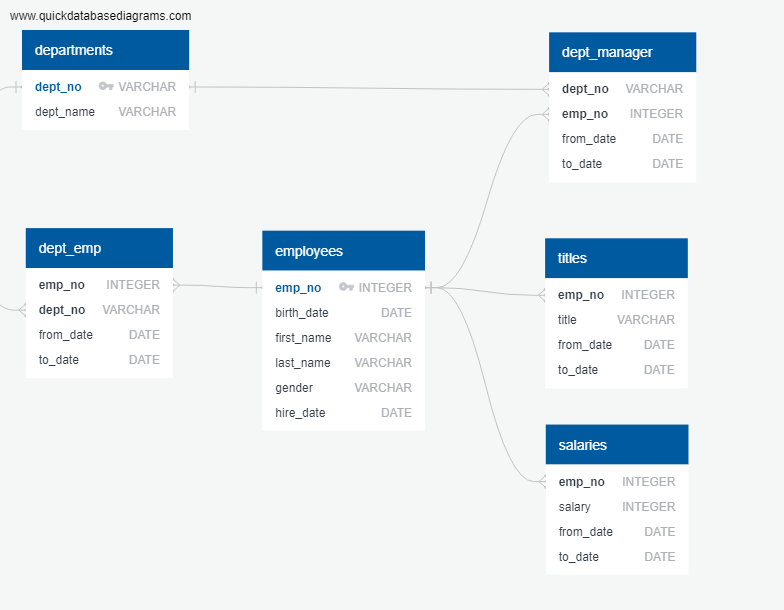 www.quickdatabasediagrams.com
departments
dept_no VARCHAR
dept_name VARCHAR
dept_manager
dept_no VARCHAR
emp_no INTEGER
from_date DATE
to_date DATE
dept_emp
emp_no INTEGER
dept_no VARCHAR
from_date DATE
to_date DATE
employees
emp_no INTEGER
birth_date DATE
first_name VARCHAR
last_name VARCHAR
gender VARCHAR
hire_date DATE
titles
emp_no INTEGER
title VARCHAR
from_date DATE
to_date DATE
salaries
emp_no INTEGER
salary INTEGER
from_date DATE
to_date DATE